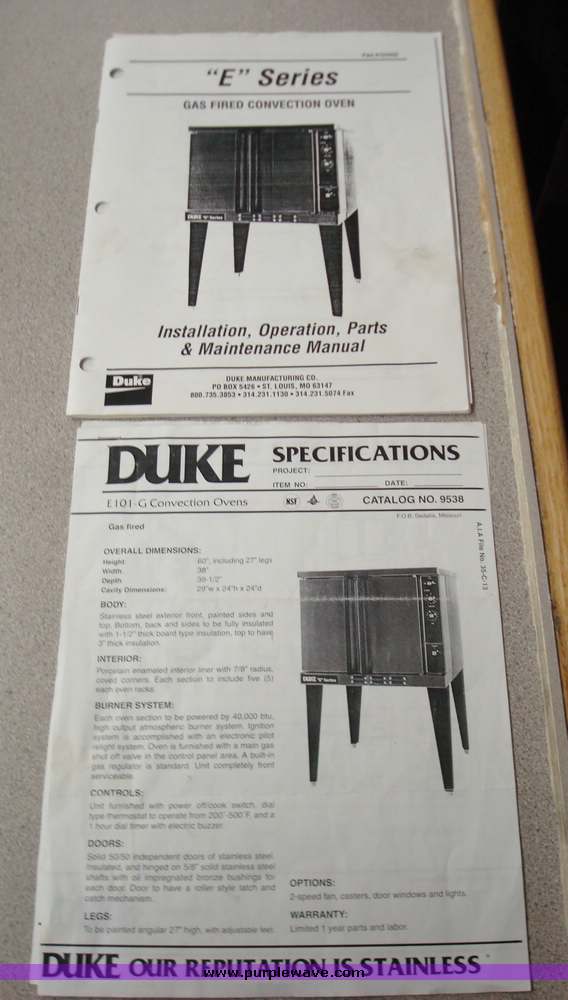 "E" Series
GAS FIRED CONVECTION OVEN
DUKE "E" Series
Installation, Operation, Parts
& Maintenance Manual
Duke
DUKE MANUFACTURING CO.
PO BOX 5426 • ST. LOUIS, MO 63147
800.735.3853 • 314.231.1130 • 314.231.5074 Fax
DUKE SPECIFICATIONS
PROJECT:
ITEM NO: DATE:
E101-G Convection Ovens NSF CATALOG NO. 9538
F.O.B. Sedalia, Missouri
A.I.A. File No. 35-C-13
Gas fired
OVERALL DIMENSIONS:
Height: 60", including 27" legs
Width: 38"
Depth: 39-1/2"
Cavity Dimensions: 29"w x 24"h x 24"d
BODY:
Stainless steel exterior front, painted sides and
top. Bottom, back and sides to be fully insulated
with 1-1/2" thick board type insulation, top to have
3" thick insulation.
INTERIOR:
Porcelain enameled interior liner with 7/8" radius,
coved corners. Each section to include five (5)
each oven racks.
BURNER SYSTEM:
Each oven section to be powered by 40,000 btu,
high output atmospheric burner system. Ignition
system is accomplished with an electronic pilot
relight system. Oven is furnished with a main gas
shut off valve in the control panel area. A built-in
gas regulator is standard. Unit completely front
serviceable.
CONTROLS:
Unit furnished with power off/cook switch, dial
type thermostat to operate from 200°-500°F, and a
1 hour dial timer with electric buzzer.
DOORS:
Solid 50/50 independent doors of stainless steel.
Insulated, and hinged on 5/8" solid stainless steel
shafts with oil impregnated bronze bushings for
each door. Door to have a roller style latch and
catch mechanism.
LEGS:
To be painted angular 27" high, with adjustable feet.
DUKE "E" Series
OPTIONS:
2-speed fan, casters, door windows and lights.
WARRANTY:
Limited 1 year parts and labor.
DUKE OUR REPUTATION IS STAINLESS
www.purplewave.com